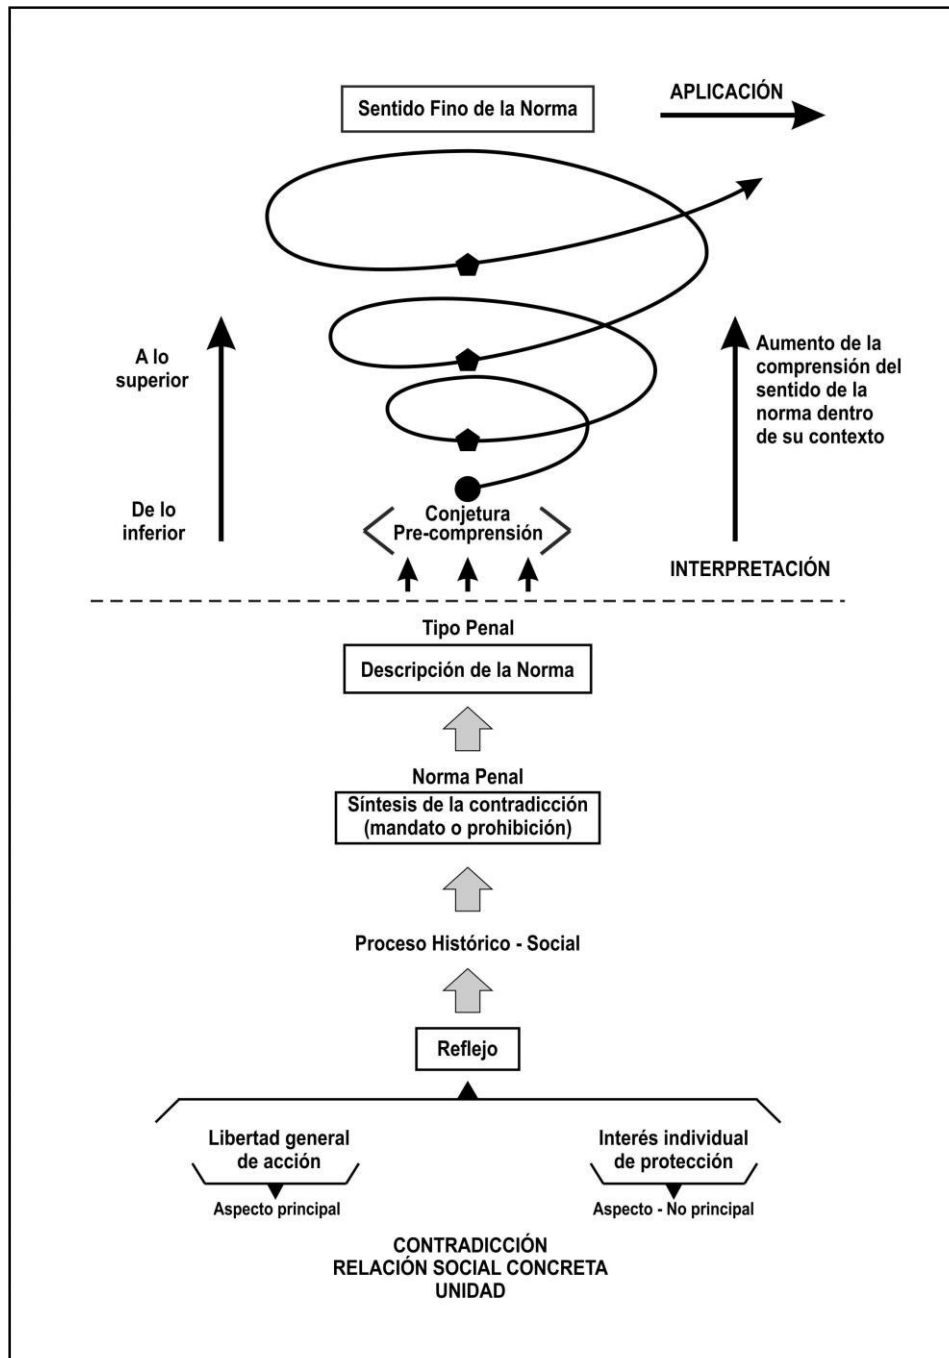 APLICACIÓN
Sentido Fino de la Norma
A lo
superior
Aumento de la
comprensión del
sentido de la
norma dentro
de su contexto
De lo
inferior
Conjetura
Pre-comprensión
INTERPRETACIÓN
Tipo Penal
Descripción de la Norma
Norma Penal
Síntesis de la contradicción
(mandato o prohibición)
Proceso Histórico - Social
Reflejo
Libertad general
de acción
Aspecto principal
Interés individual
de protección
Aspecto - No principal
CONTRADICCIÓN
RELACIÓN SOCIAL CONCRETA
UNIDAD